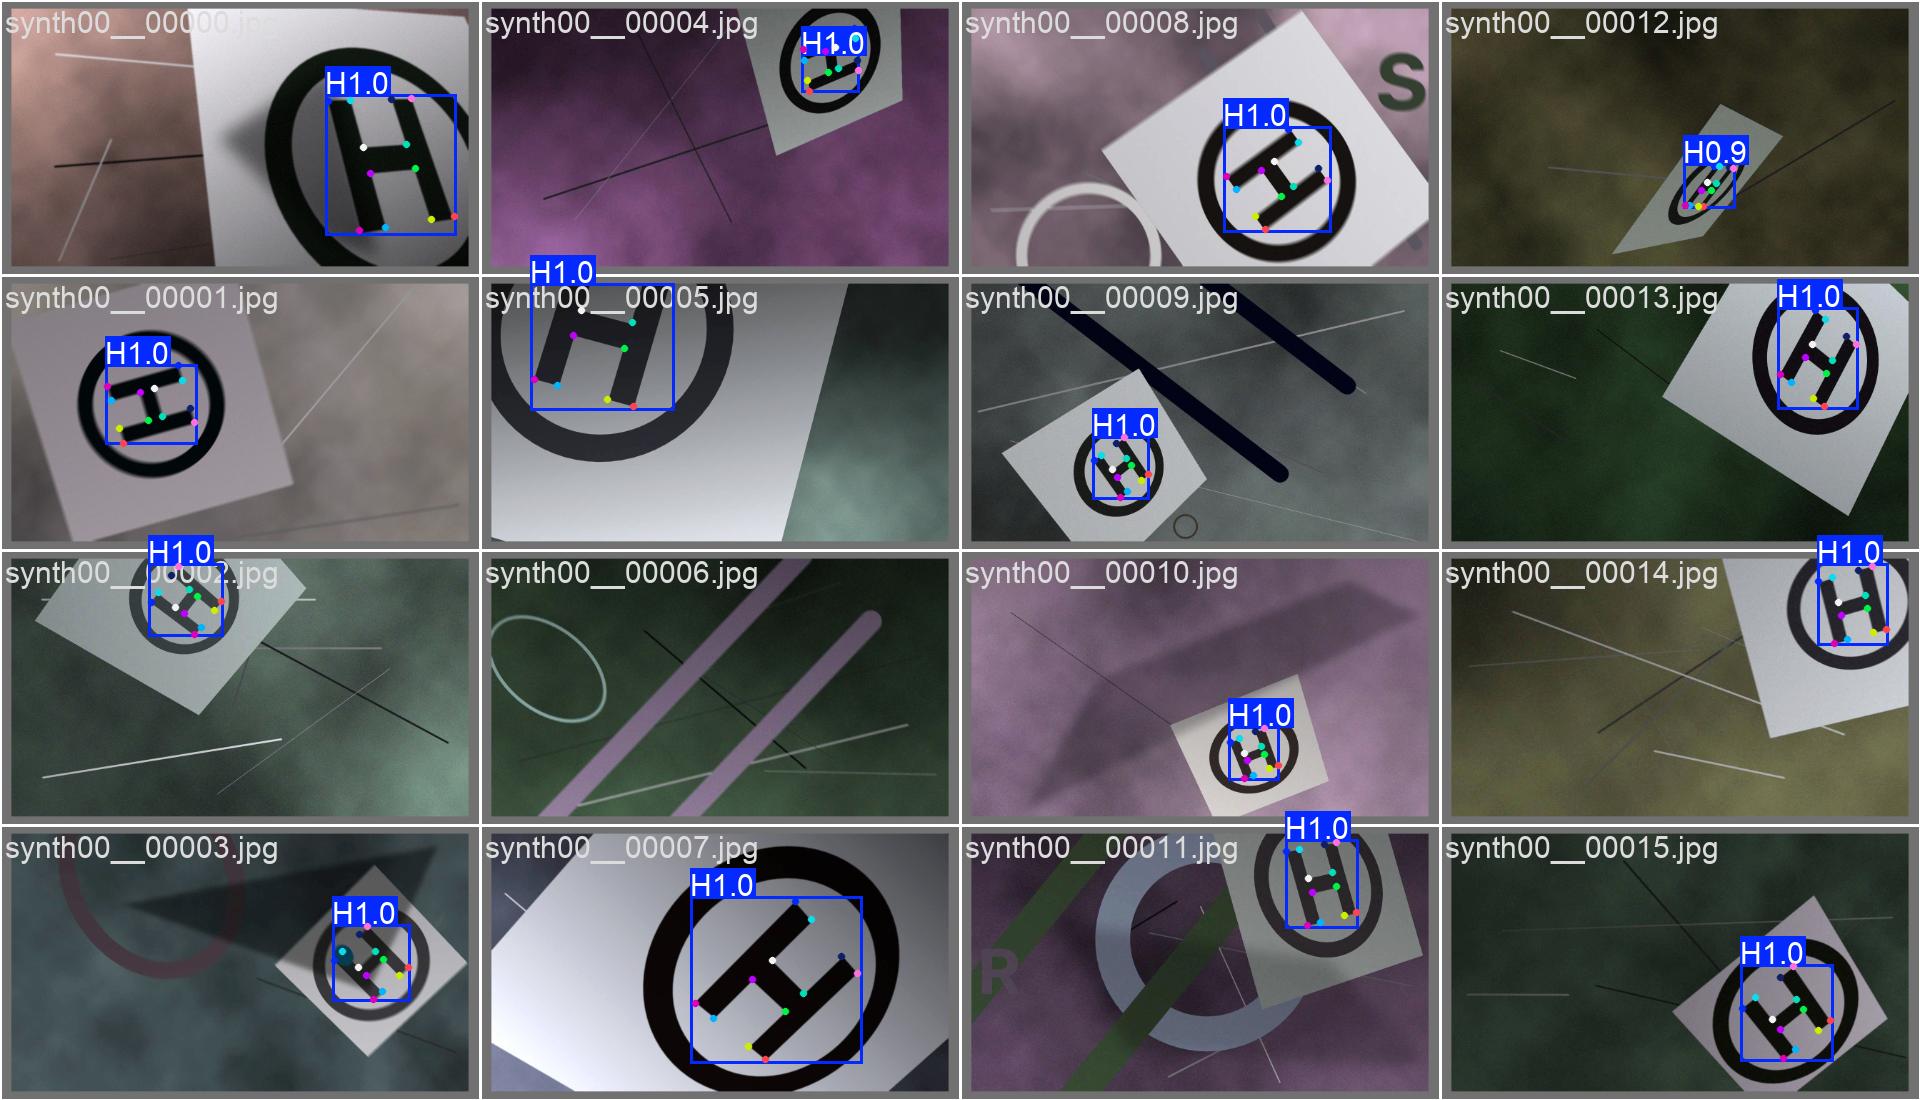 synth00__00000.jpg
H1.0
H
synth00__00004.jpg
H1.0
H
synth00__00008.jpg
H1.0
H
S
synth00__00012.jpg
H0.9
H
synth00__00001.jpg
H1.0
H
synth00__00005.jpg
H1.0
H
synth00__00009.jpg
H1.0
H
synth00__00013.jpg
H1.0
H
synth00__00002.jpg
H1.0
H
synth00__00006.jpg
synth00__00010.jpg
H1.0
H
synth00__00014.jpg
H1.0
H
synth00__00003.jpg
H1.0
H
synth00__00007.jpg
H1.0
H
synth00__00011.jpg
H1.0
H
R
synth00__00015.jpg
H1.0
H